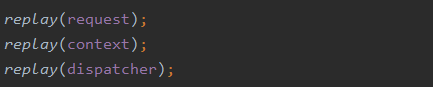 replay(request);
replay(context);
replay(dispatcher);